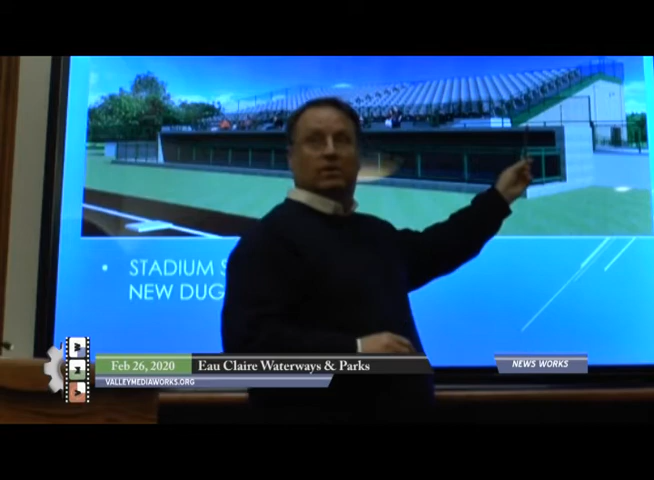 STADIUM
NEW DUG
Feb 26, 2020
Eau Claire Waterways & Parks
NEWS WORKS
VALLEYMEDIAWORKS.ORG